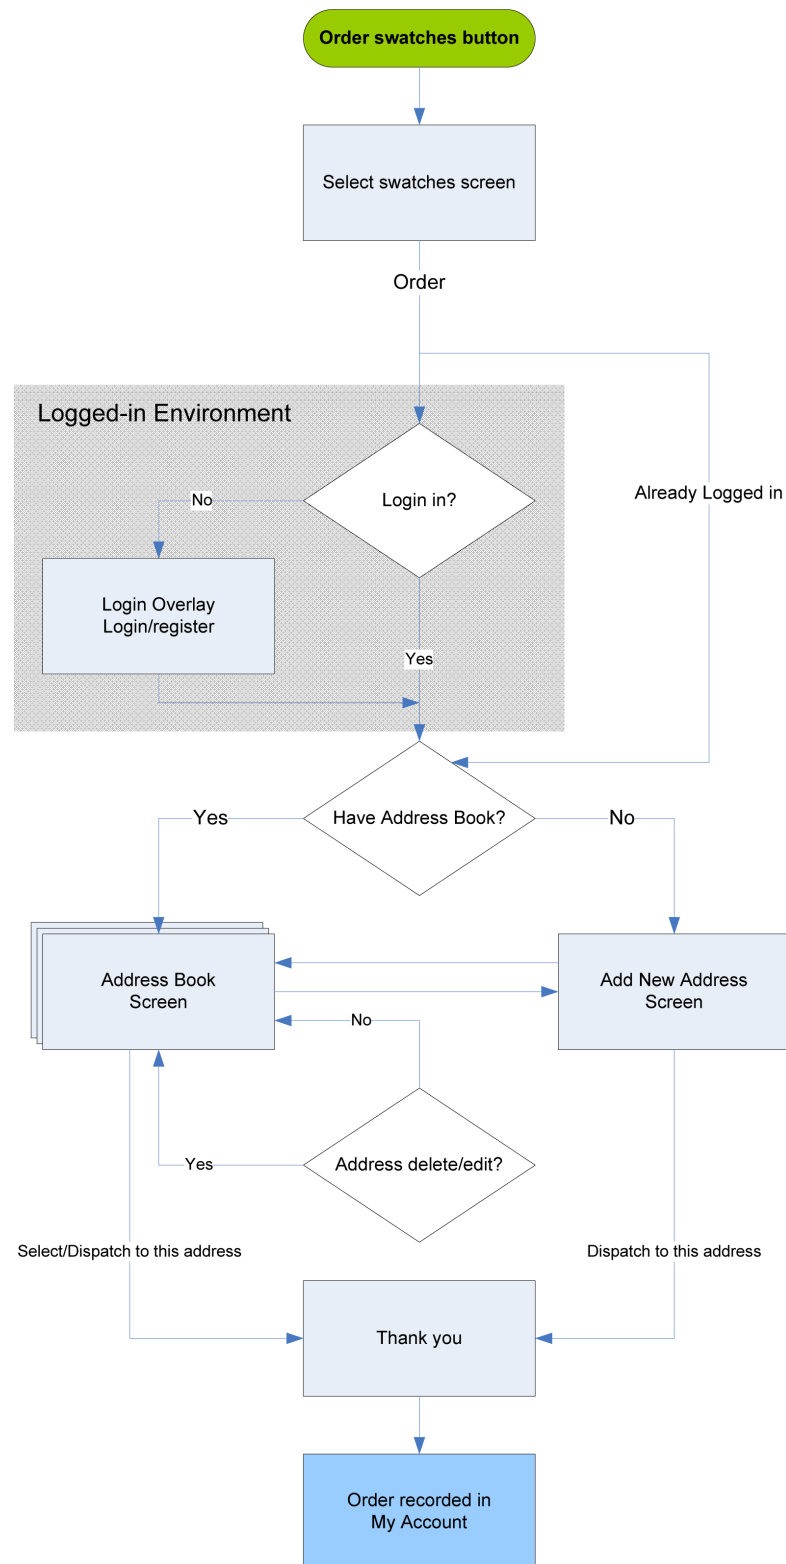 Order swatches button
Select swatches screen
Order
Logged-in Environment
Login in?
No
Already Logged in
Login Overlay
Login/register
Yes
Have Address Book?
Yes
No
Address Book
Screen
Add New Address
Screen
No
Address delete/edit?
Yes
Select/Dispatch to this address
Dispatch to this address
Thank you
Order recorded in
My Account